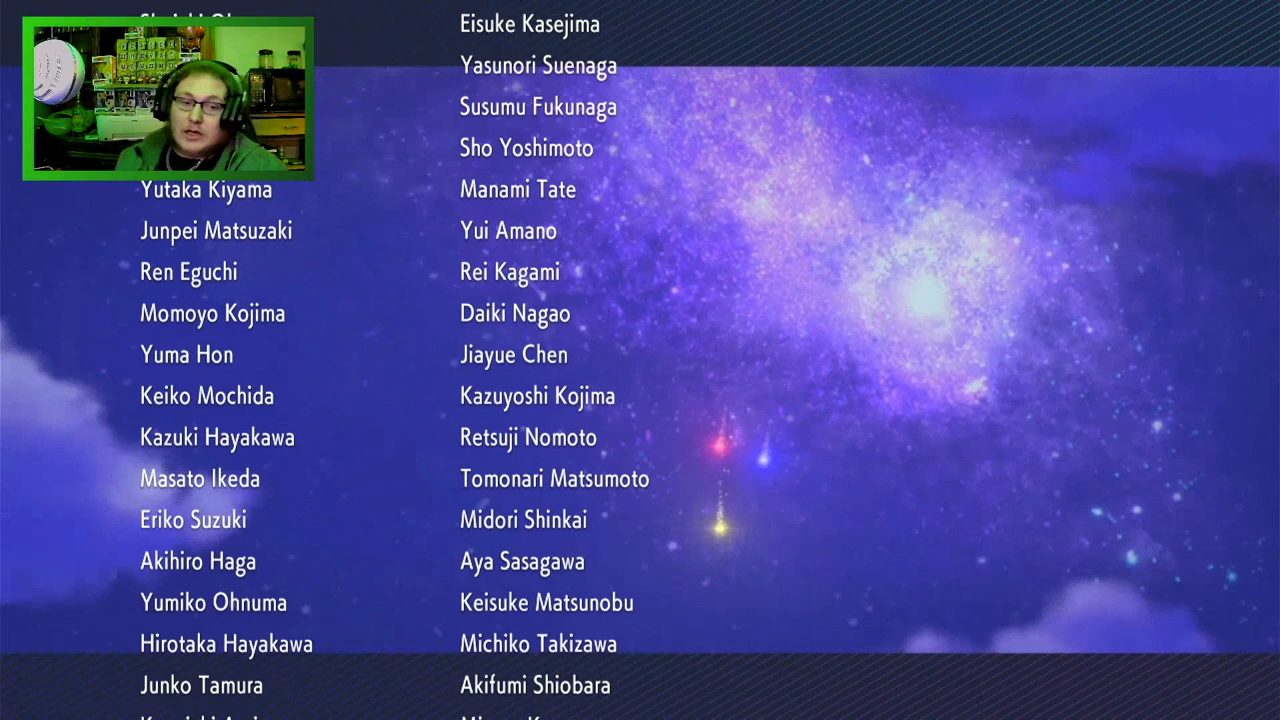 Yutaka Kiyama
Junpei Matsuzaki
Ren Eguchi
Momoyo Kojima
Yuma Hon
Keiko Mochida
Kazuki Hayakawa
Masato Ikeda
Eriko Suzuki
Akihiro Haga
Yumiko Ohnuma
Hirotaka Hayakawa
Junko Tamura
Eisuke Kasejima
Yasunori Suenaga
Susumu Fukunaga
Sho Yoshimoto
Manami Tate
Yui Amano
Rei Kagami
Daiki Nagao
Jiayue Chen
Kazuyoshi Kojima
Retsuji Nomoto
Tomonari Matsumoto
Midori Shinkai
Aya Sasagawa
Keisuke Matsunobu
Michiko Takizawa
Akifumi Shiobara